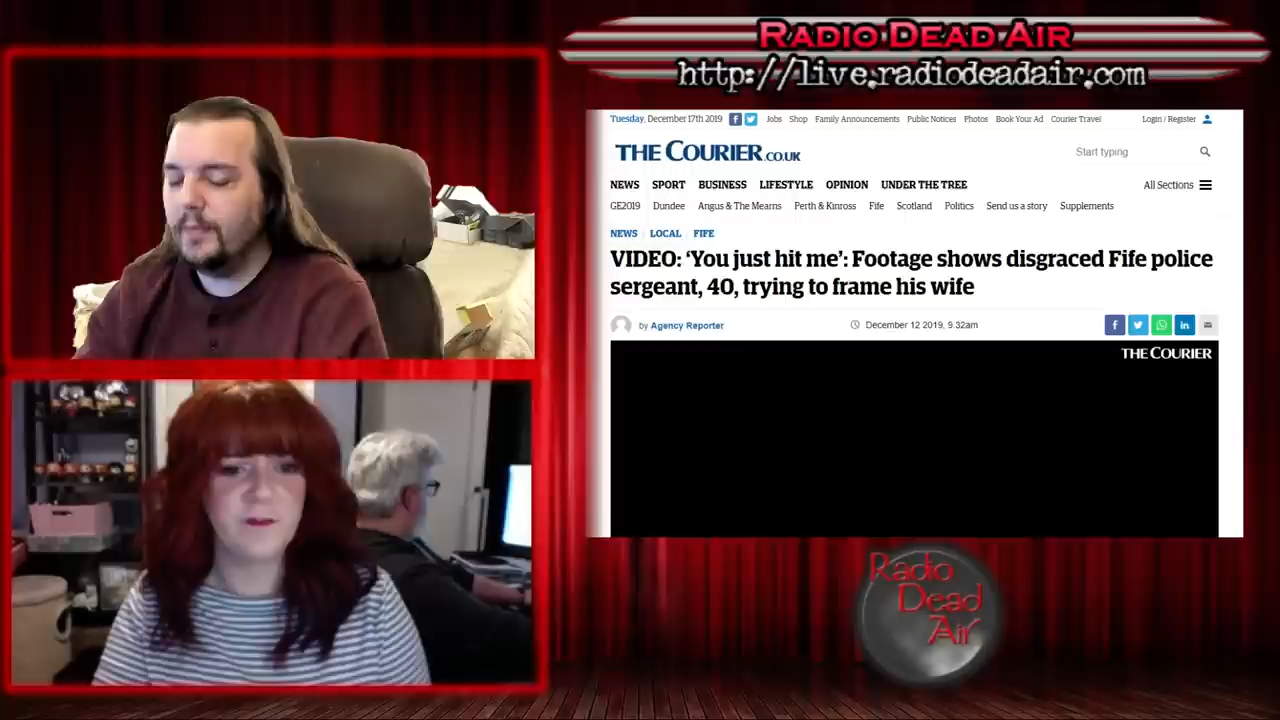 RADIO DEAD AIR
http://live.radiodeadair.com
Tuesday, December 17th 2019 Jobs Shop Family Announcements Public Notices Photos Book Your Ad Courier Travel Login / Register
THE COURIER.CO.UK
Start typing
NEWS SPORT BUSINESS LIFESTYLE OPINION UNDER THE TREE All Sections
GE2019 Dundee Angus & The Mearns Perth & Kinross Fife Scotland Politics Send us a story Supplements
NEWS LOCAL FIFE
VIDEO: ‘You just hit me’: Footage shows disgraced Fife police
sergeant, 40, trying to frame his wife
by Agency Reporter December 12 2019, 9.32am
THE COURIER
Radio
Dead
Air